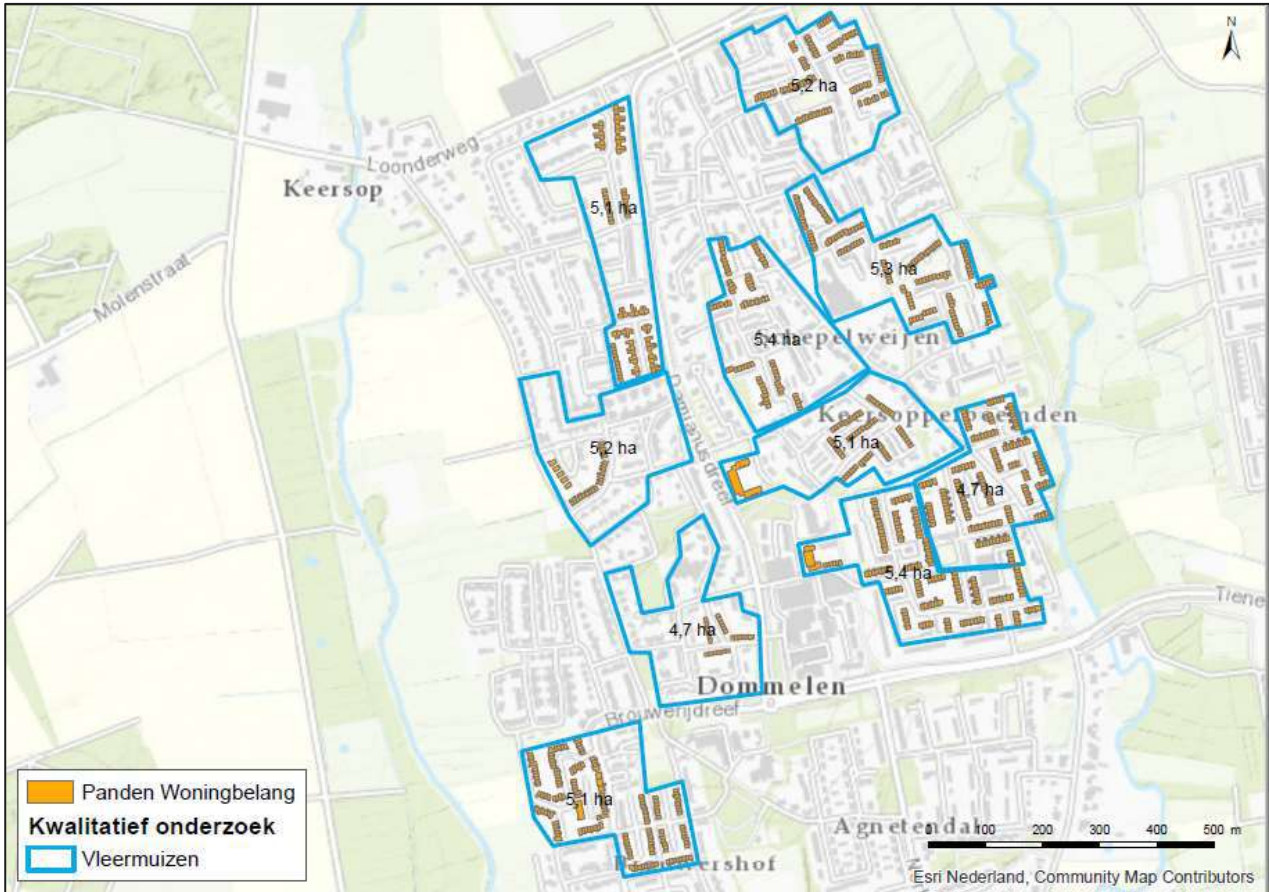 N
5,2 ha
Loonderweg
Keersop
5,1 ha
Molenstraat
5,3 ha
5,4 ha
Schepelweijen
Damianusdreef
Keersopperbeemden
5,1 ha
5,2 ha
4,7 ha
5,4 ha
Tiene
4,7 ha
Dommelen
Brouwerijdreef
5,1 ha
Panden Woningbelang
Kwalitatief onderzoek
Vleermuizen
Agnetendal
0 100 200 300 400 500 m
Brouwershof
Esri Nederland, Community Map Contributors